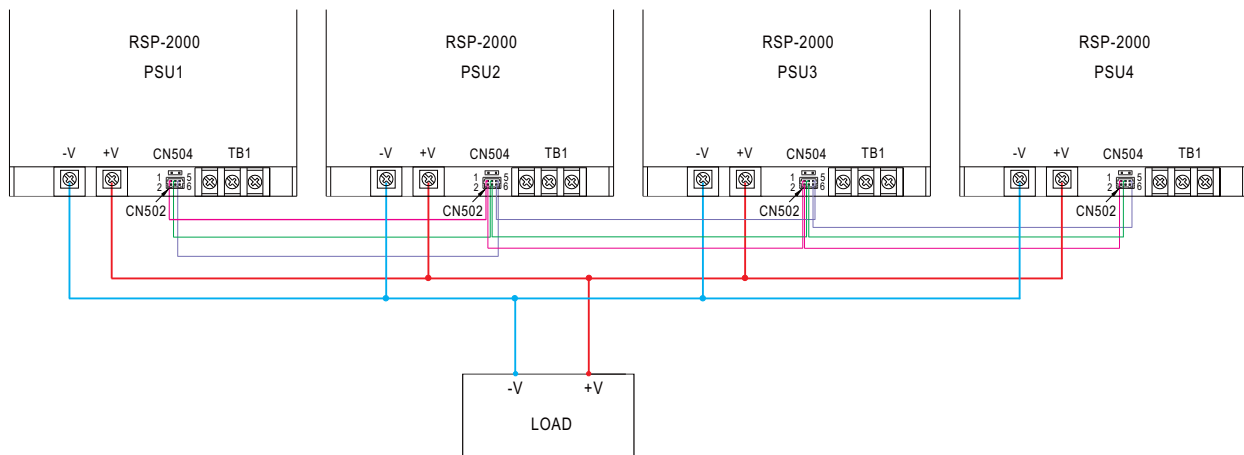 RSP-2000 RSP-2000 RSP-2000 RSP-2000
PSU1 PSU2 PSU3 PSU4
-V +V CN504 TB1 -V +V CN504 TB1 -V +V CN504 TB1 -V +V CN504 TB1
1 5 1 5 1 5 1 5
2 6 2 6 2 6 2 6
CN502 CN502 CN502 CN502
-V +V
LOAD